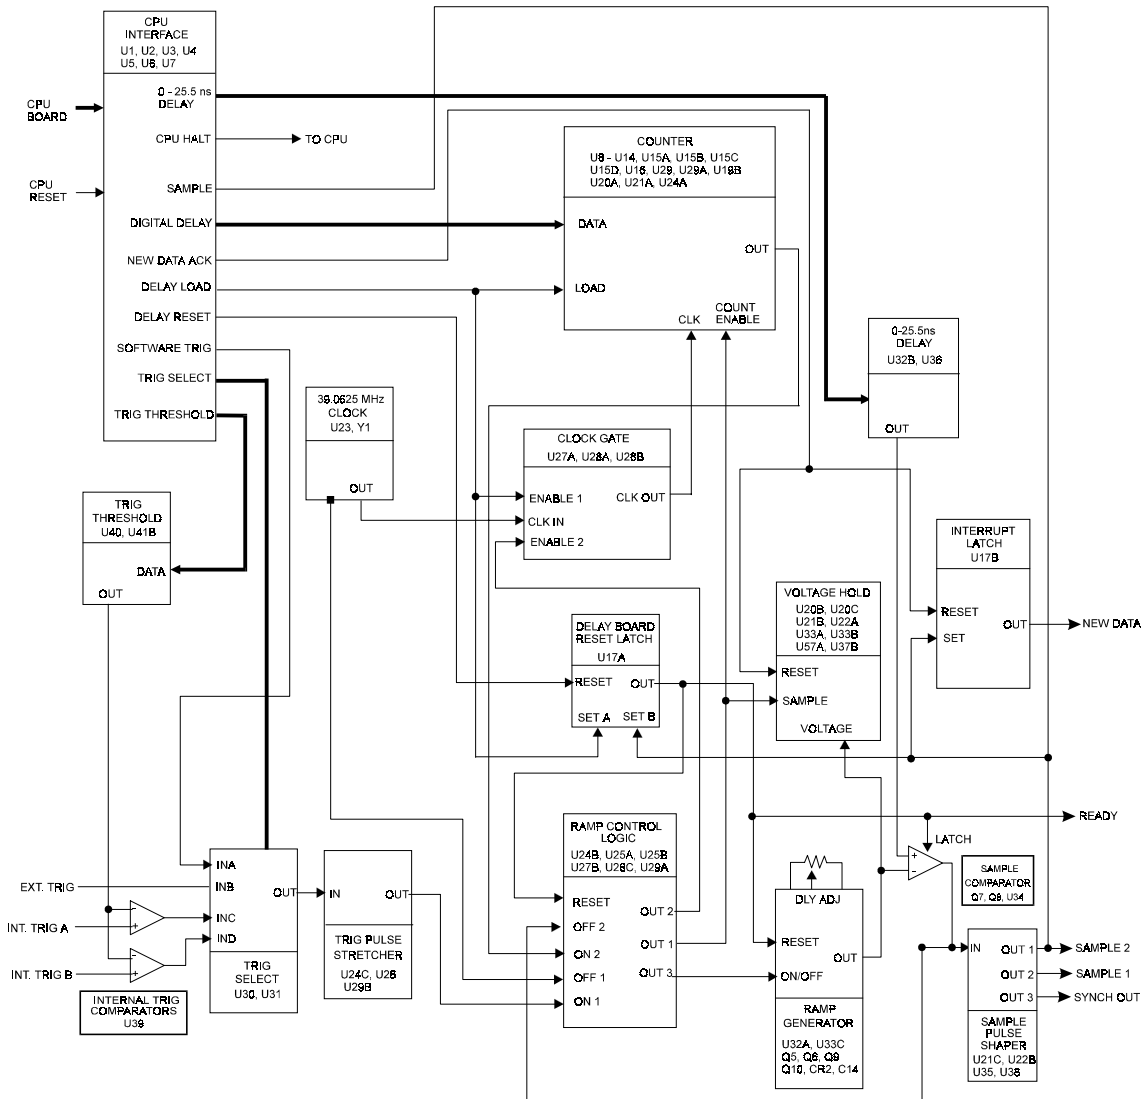 CPU
INTERFACE
U1, U2, U3, U4
U5, U6, U7
CPU
BOARD
CPU
RESET
0 - 25.5 ns
DELAY
CPU HALT
TO CPU
SAMPLE
DIGITAL DELAY
NEW DATA ACK
DELAY LOAD
DELAY RESET
SOFTWARE TRIG
TRIG SELECT
TRIG THRESHOLD
COUNTER
U8 - U14, U15A, U15B, U15C
U15D, U16, U29, U29A, U19B
U20A, U21A, U24A
DATA
OUT
LOAD
CLK
COUNT
ENABLE
0-25.5ns
DELAY
U32B, U36
OUT
39.0625 MHz
CLOCK
U23, Y1
OUT
CLOCK GATE
U27A, U28A, U28B
ENABLE 1
CLK OUT
CLK IN
ENABLE 2
TRIG
THRESHOLD
U40, U41B
DATA
OUT
INTERRUPT
LATCH
U17B
RESET
OUT
SET
NEW DATA
VOLTAGE HOLD
U20B, U20C
U21B, U22A
U33A, U33B
U57A, U37B
RESET
SAMPLE
VOLTAGE
DELAY BOARD
RESET LATCH
U17A
RESET
OUT
SET A
SET B
READY
LATCH
+
-
SAMPLE
COMPARATOR
Q7, Q8, U34
RAMP CONTROL
LOGIC
U24B, U25A, U25B
U27B, U28C, U29A
RESET
OUT 2
OFF 2
OUT 1
ON 2
OUT 3
OFF 1
ON 1
DLY ADJ
RESET
OUT
ON/OFF
RAMP
GENERATOR
U32A, U33C
Q5, Q6, Q9
Q10, CR2, C14
IN
OUT 1
OUT 2
OUT 3
SAMPLE
PULSE
SHAPER
U21C, U22B
U35, U38
SAMPLE 2
SAMPLE 1
SYNCH OUT
EXT. TRIG
INT. TRIG A
INT. TRIG B
-
+
-
+
INTERNAL TRIG
COMPARATORS
U39
INA
INB
OUT
INC
IND
TRIG
SELECT
U30, U31
IN
OUT
TRIG PULSE
STRETCHER
U24C, U26
U29B